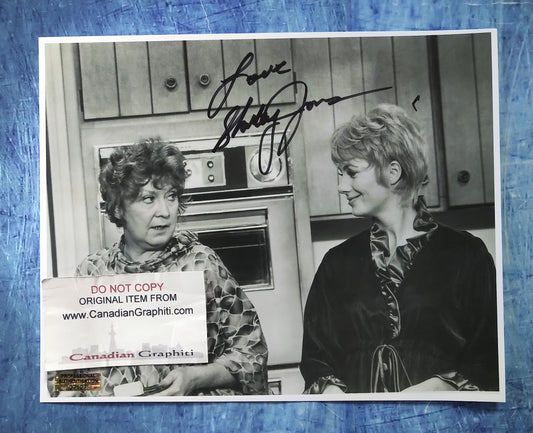 Love
Shirley Jones
DO NOT COPY
ORIGINAL ITEM FROM
www.CanadianGraphiti.com
Canadian Graphiti